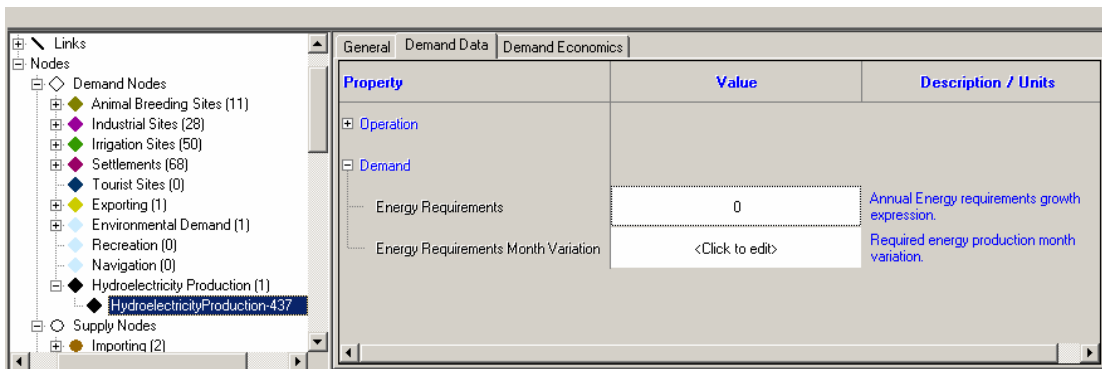 Links
Nodes
Demand Nodes
Animal Breeding Sites (11)
Industrial Sites (28)
Irrigation Sites (50)
Settlements (68)
Tourist Sites (0)
Exporting (1)
Environmental Demand (1)
Recreation (0)
Navigation (0)
Hydroelectricity Production (1)
HydroelectricityProduction-437
Supply Nodes
Importing (2)
General Demand Data Demand Economics
Property Value Description / Units
Operation
Demand
Energy Requirements 0 Annual Energy requirements growth
expression.
Energy Requirements Month Variation <Click to edit> Required energy production month
variation.